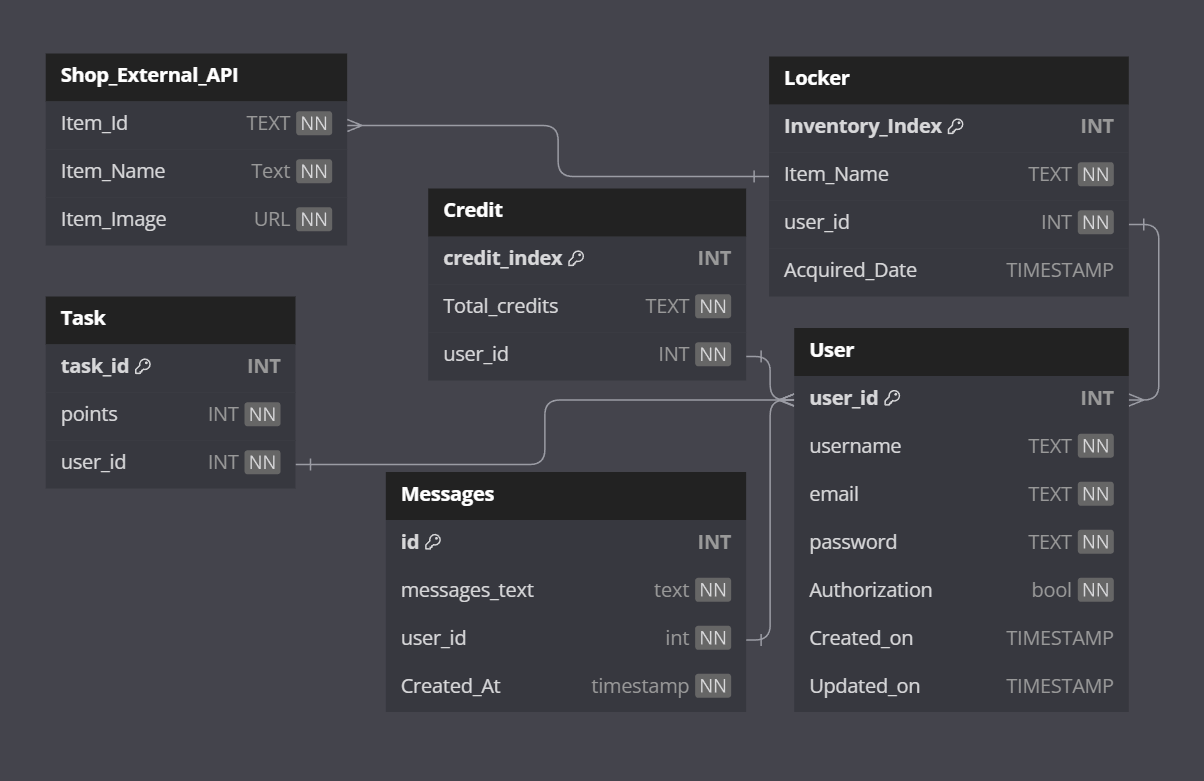 Shop_External_API
Item_Id TEXT NN
Item_Name Text NN
Item_Image URL NN
Locker
Inventory_Index INT
Item_Name TEXT NN
user_id INT NN
Acquired_Date TIMESTAMP
Credit
credit_index INT
Total_credits TEXT NN
user_id INT NN
Task
task_id INT
points INT NN
user_id INT NN
User
user_id INT
username TEXT NN
email TEXT NN
password TEXT NN
Authorization bool NN
Created_on TIMESTAMP
Updated_on TIMESTAMP
Messages
id INT
messages_text text NN
user_id int NN
Created_At timestamp NN